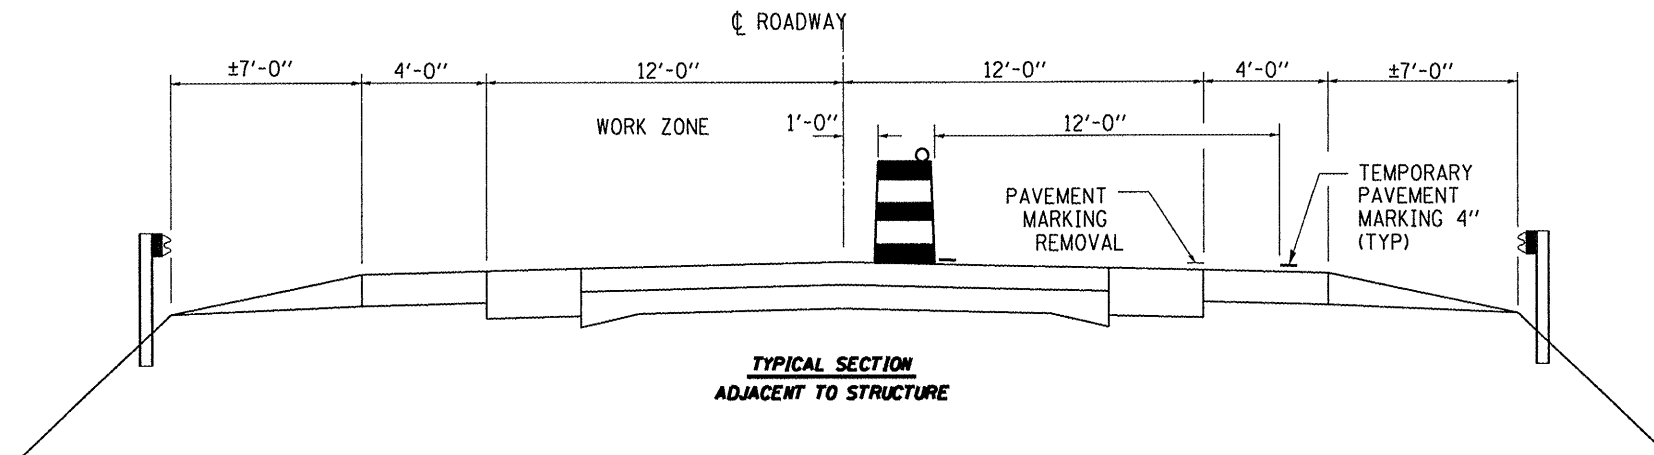 ℄ ROADWAY
±7'-0" 4'-0" 12'-0" 12'-0" 4'-0" ±7'-0"
WORK ZONE 1'-0" 12'-0"
PAVEMENT
MARKING
REMOVAL
TEMPORARY
PAVEMENT
MARKING 4"
(TYP)
TYPICAL SECTION
ADJACENT TO STRUCTURE